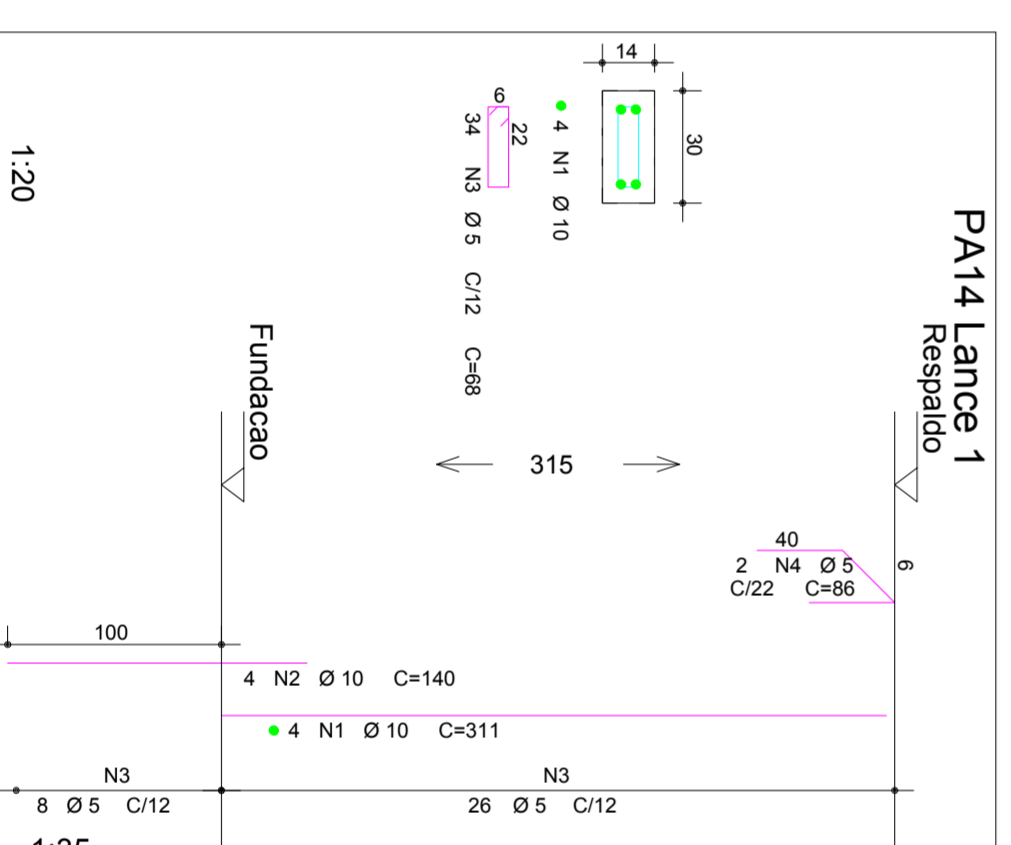 PA14 Lance 1
Respaldo
14
30
4 N1 Ø 10
6
22
34 N3 Ø 5 C/12 C=68
1:20
Fundacao
315
40
2 N4 Ø 5
C/22 C=86
6
100
4 N2 Ø 10 C=140
4 N1 Ø 10 C=311
N3
8 Ø 5 C/12
N3
26 Ø 5 C/12